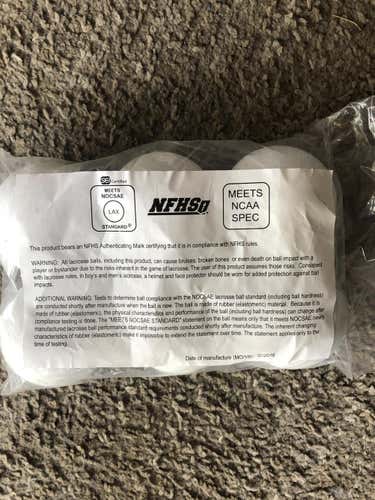 SEI Certified
MEETS
NOCSAE
LAX
STANDARD®
NFHS
MEETS
NCAA
SPEC
This product bears an NFHS Authenticating Mark certifying that it is in compliance with NFHS rules.
WARNING: All lacrosse balls, including this product, can cause bruises, broken bones or even death on ball impact with a
player or bystander due to the risks inherent in the game of lacrosse. The user of this product assumes those risks. Consistent
with lacrosse rules, in boy's and men's lacrosse, a helmet and face protector should be worn for added protection against ball
impacts.
ADDITIONAL WARNING: Tests to determine ball compliance with the NOCSAE lacrosse ball standard (including ball hardness)
are conducted shortly after manufacture when the ball is new. The ball is made of rubber (elastomeric) material. Because it is
made of rubber (elastomeric), the physical characteristics and performance of the ball (including ball hardness) can change after
compliance testing is done. The "MEETS NOCSAE STANDARD" statement on the ball means only that it meets NOCSAE newly
manufactured lacrosse ball performance standard requirements conducted shortly after manufacture. The inherent changing
characteristics of rubber (elastomeric) make it impossible to extend the statement over time. The statement applies only to the
time of testing.
Date of manufacture